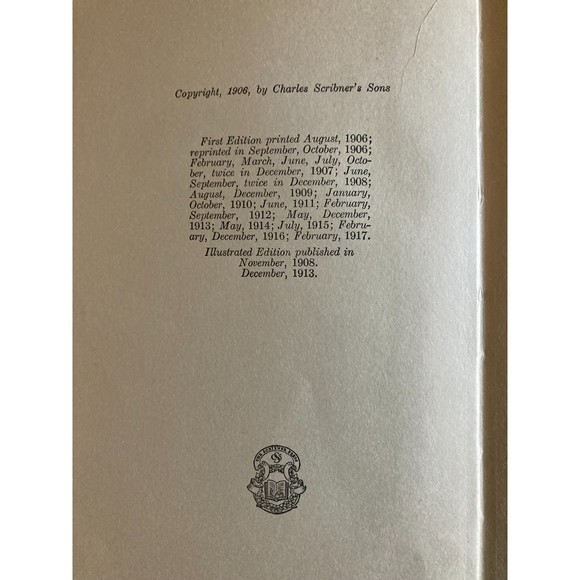 Copyright, 1906, by Charles Scribner's Sons
First Edition printed August, 1906;
reprinted in September, October, 1906;
February, March, June, July, Octo-
ber, twice in December, 1907; June,
September, twice in December, 1908;
August, December, 1909; January,
October, 1910; June, 1911; February,
September, 1912; May, December,
1913; May, 1914; July, 1915; Febru-
ary, December, 1916; February, 1917.
Illustrated Edition published in
November, 1908.
December, 1913.
THE SCRIBNER PRESS